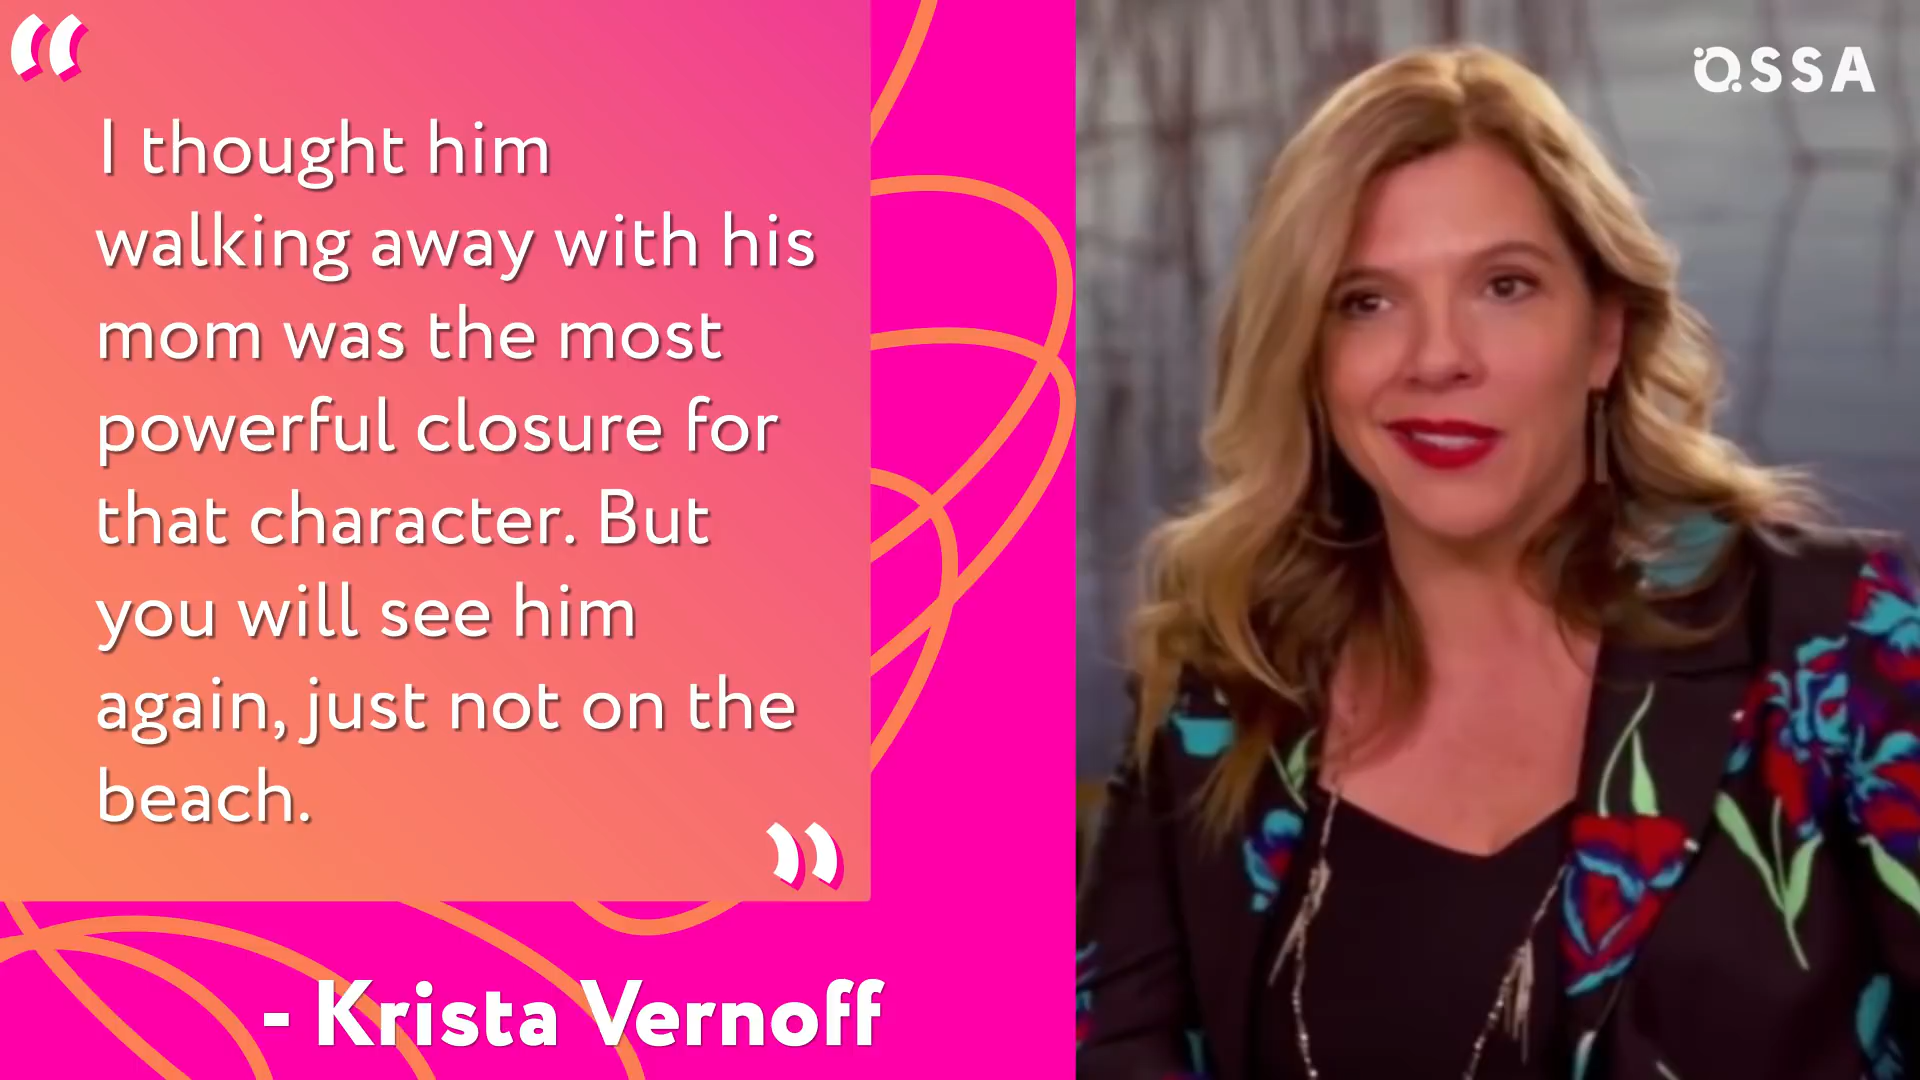 “
I thought him
walking away with his
mom was the most
powerful closure for
that character. But
you will see him
again, just not on the
beach.
”
- Krista Vernoff
OSSA